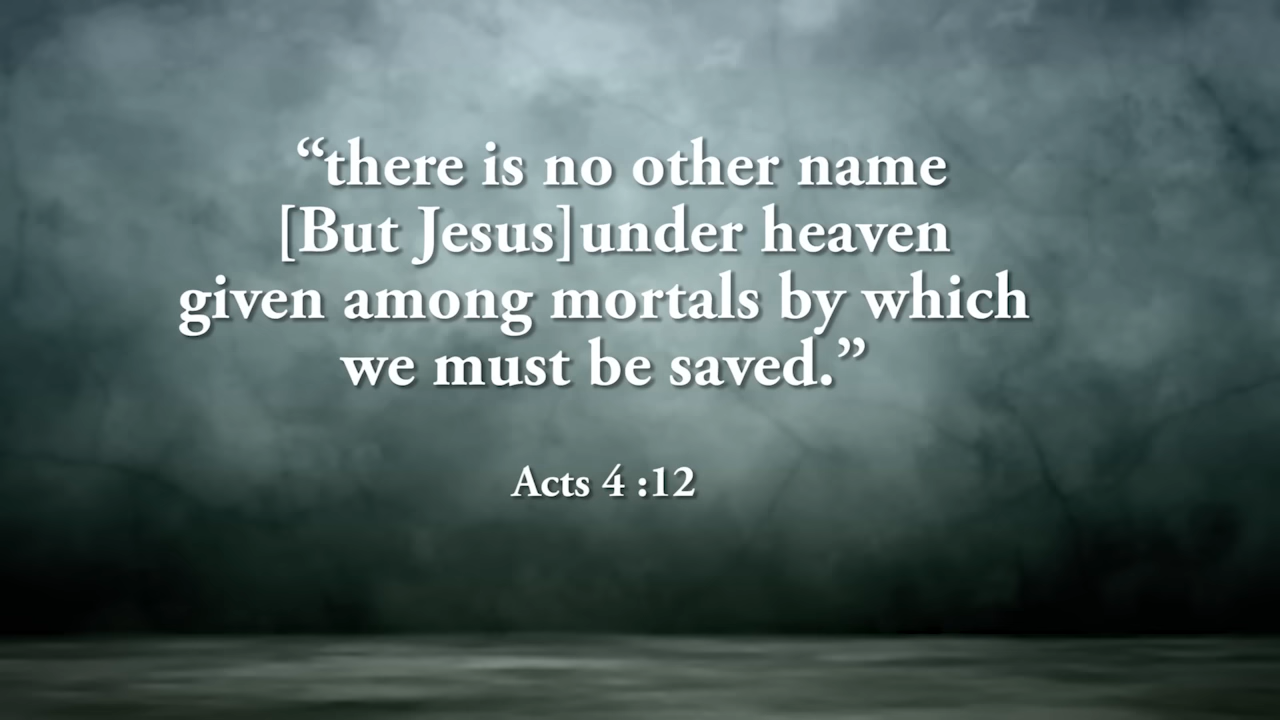 “there is no other name
[But Jesus]under heaven
given among mortals by which
we must be saved.”
Acts 4 :12